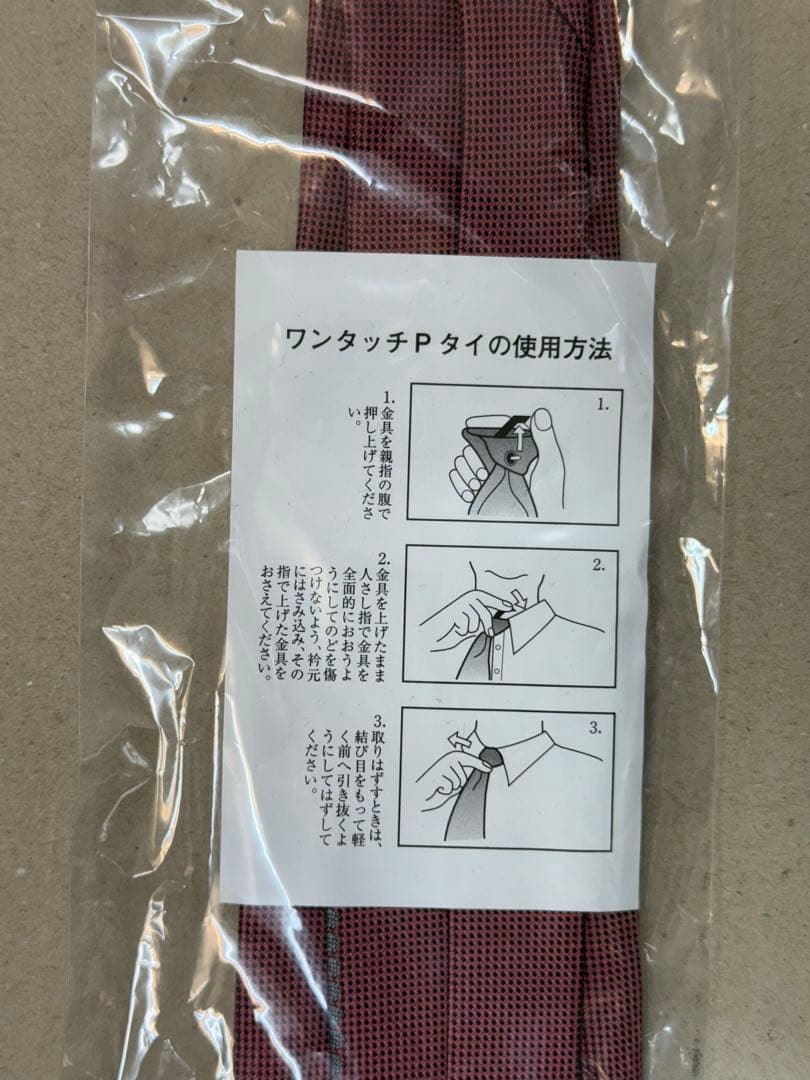 ワンタッチPタイの使用方法
1.
金具を親指の腹で
押し上げてくださ
い。
1.
2.
金具を上げたまま
人さし指で金具を
全面的におおうよ
うにしてのどを傷
つけないよう、衿元
にはさみ込み、その
指で上げた金具を
おさえてください。
2.
3.
取りはずすときは、
結び目をもって軽
く前へ引き抜くよ
うにしてはずして
ください。
3.